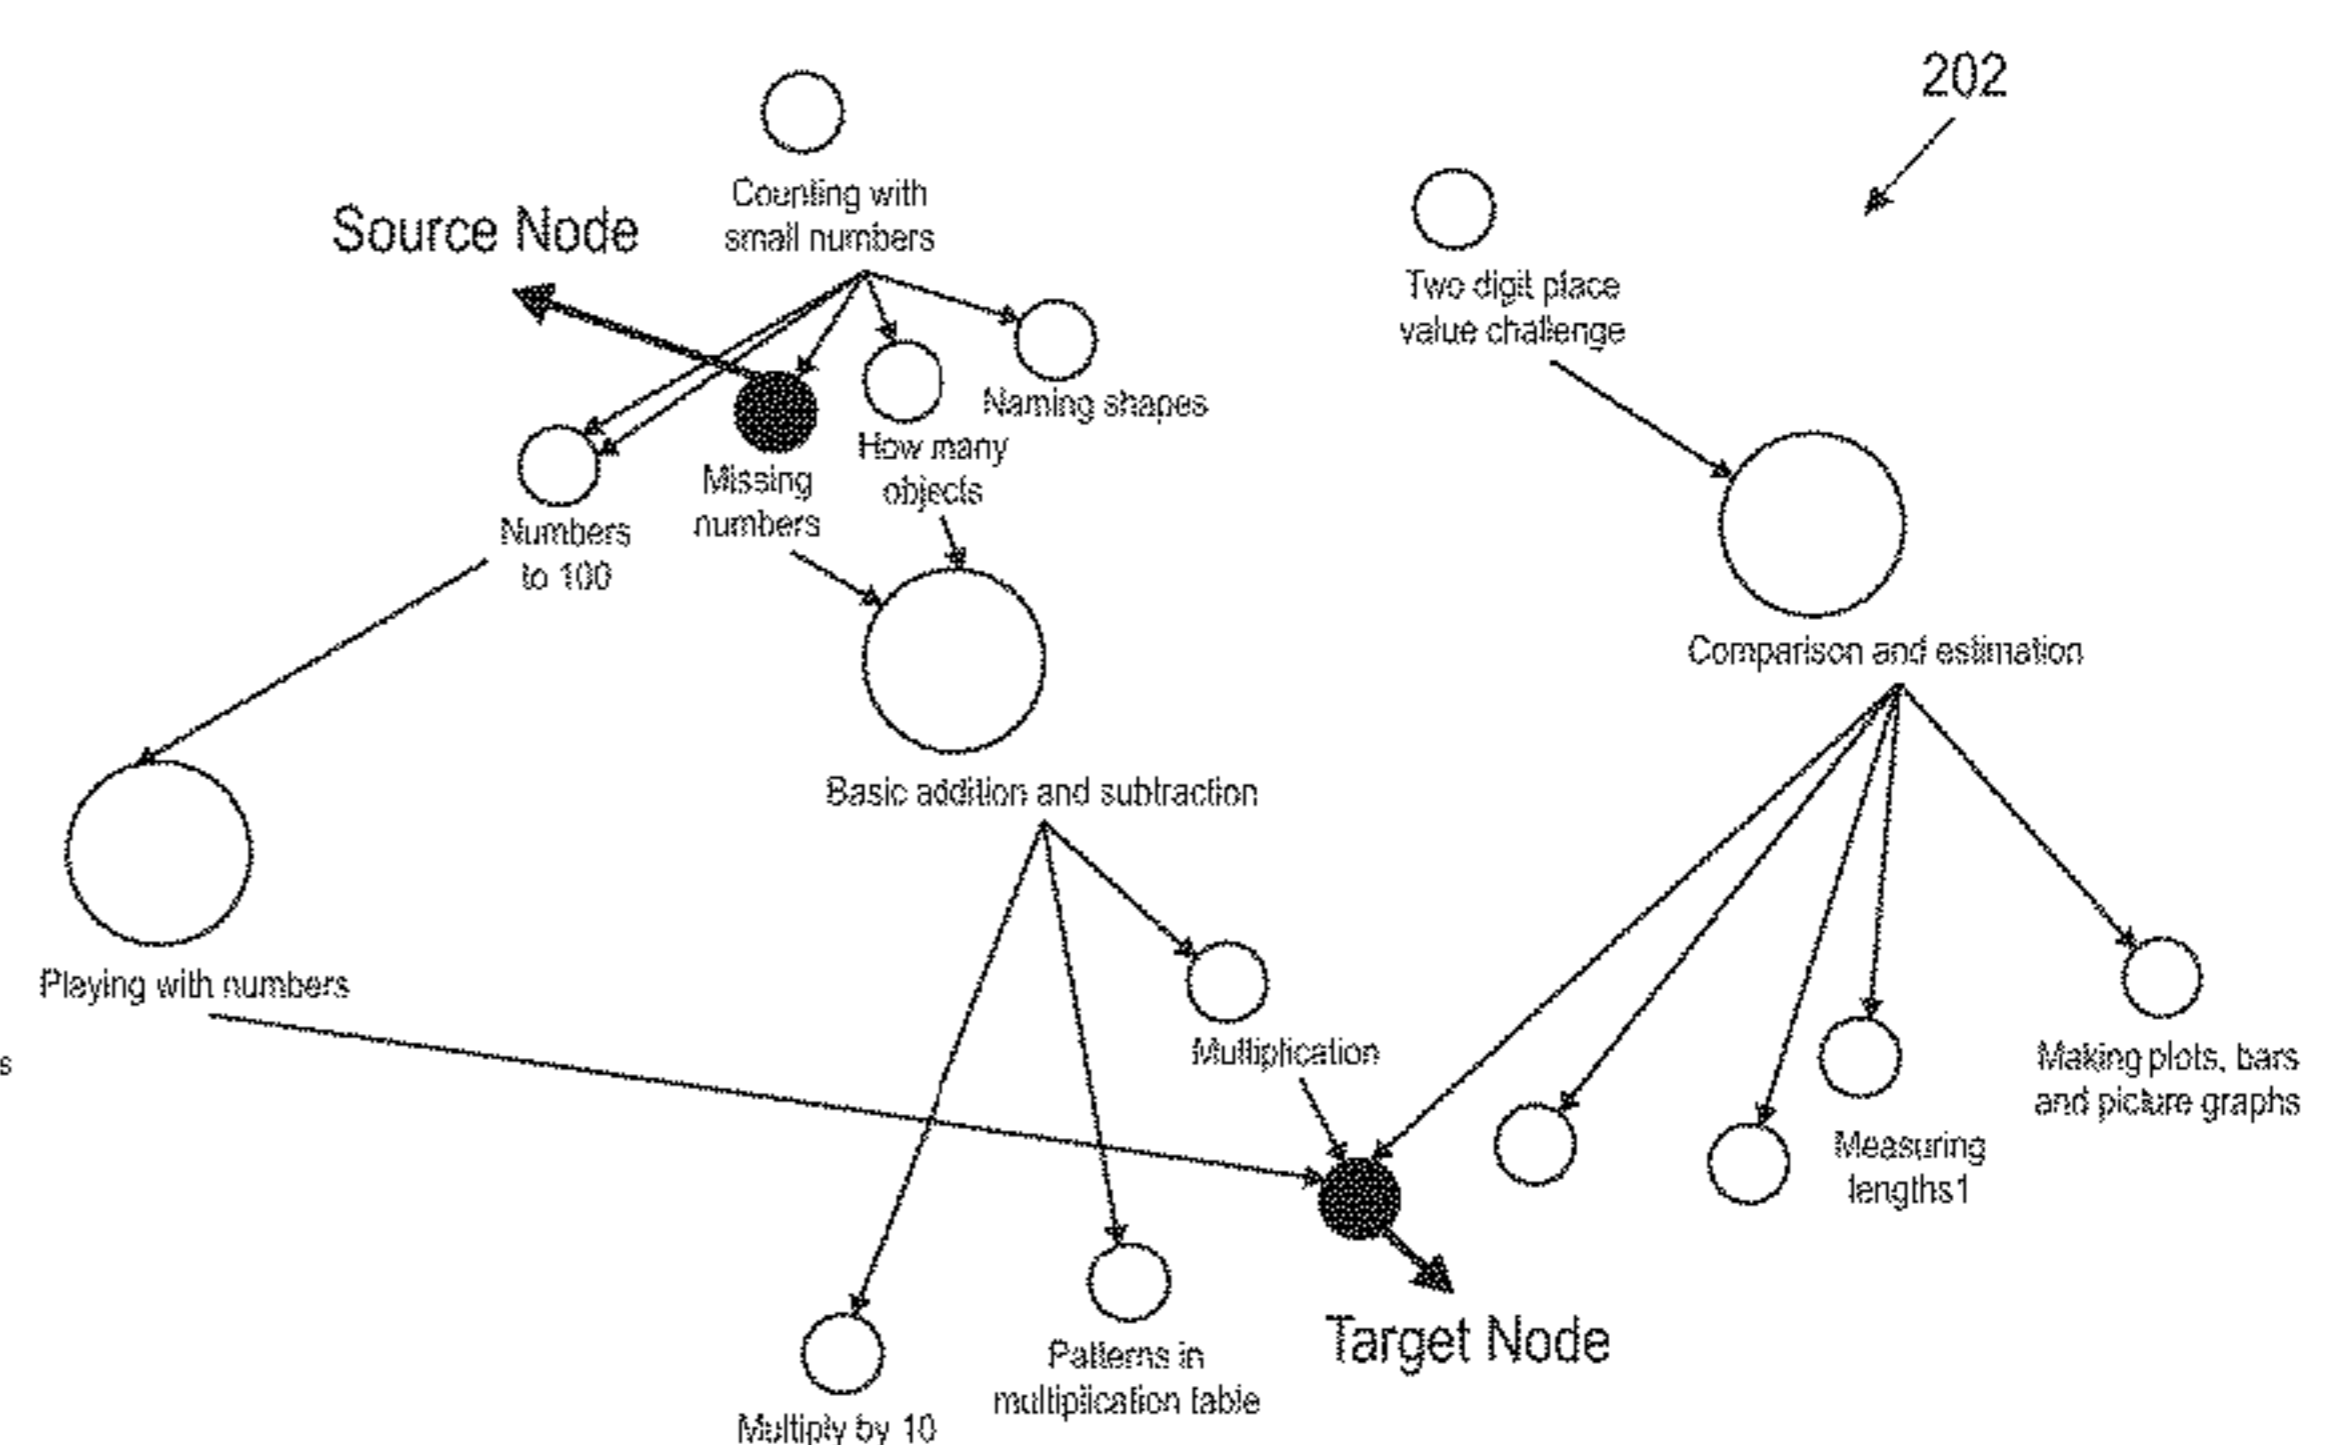 202
Counting with
small numbers
Source Node
Two digit place
value challenge
Naming shapes
How many
objects
Missing
numbers
Numbers
to 100
Comparison and estimation
Basic addition and subtraction
Playing with numbers
s
Multiplication
Making plots, bars
and picture graphs
Measuring
lengths1
Target Node
Patterns in
multiplication table
Multiply by 10